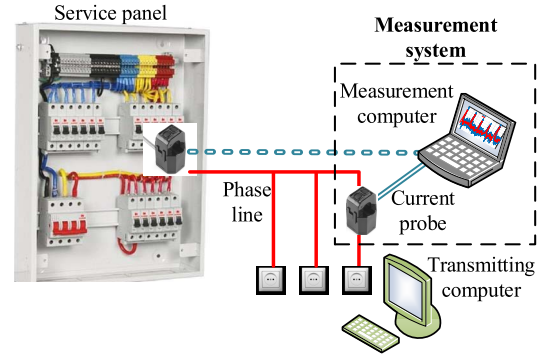 Service panel
Measurement
system
Measurement
computer
Phase
line
Current
probe
Transmitting
computer